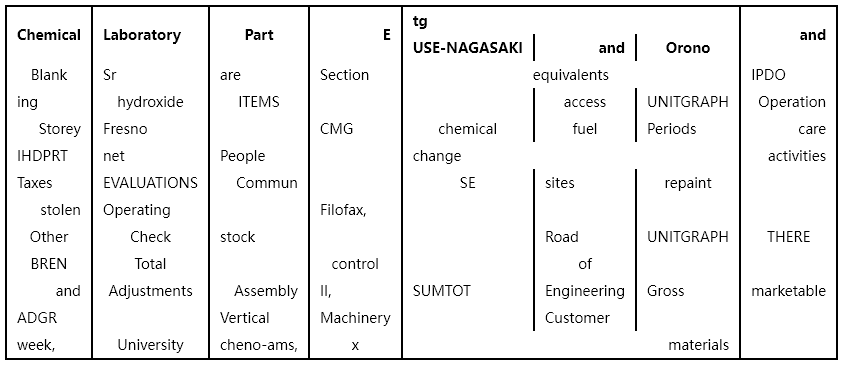 tg
Chemical Laboratory Part E and
USE-NAGASAKI and Orono
Blank Sr are Section equivalents IPDO
ing hydroxide ITEMS access UNITGRAPH Operation
Storey Fresno CMG chemical fuel Periods care
IHDPRT net People change activities
Taxes EVALUATIONS Commun SE sites repaint
stolen Operating Filofax,
Other Check stock Road UNITGRAPH THERE
BREN Total control of
and Adjustments Assembly II, SUMTOT Engineering Gross marketable
ADGR Vertical Machinery Customer
week, University cheno-ams, x materials